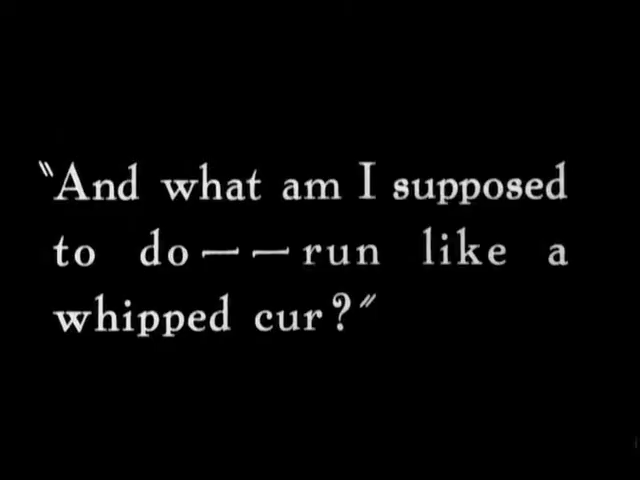 "And what am I supposed
to do——run like a
whipped cur?"